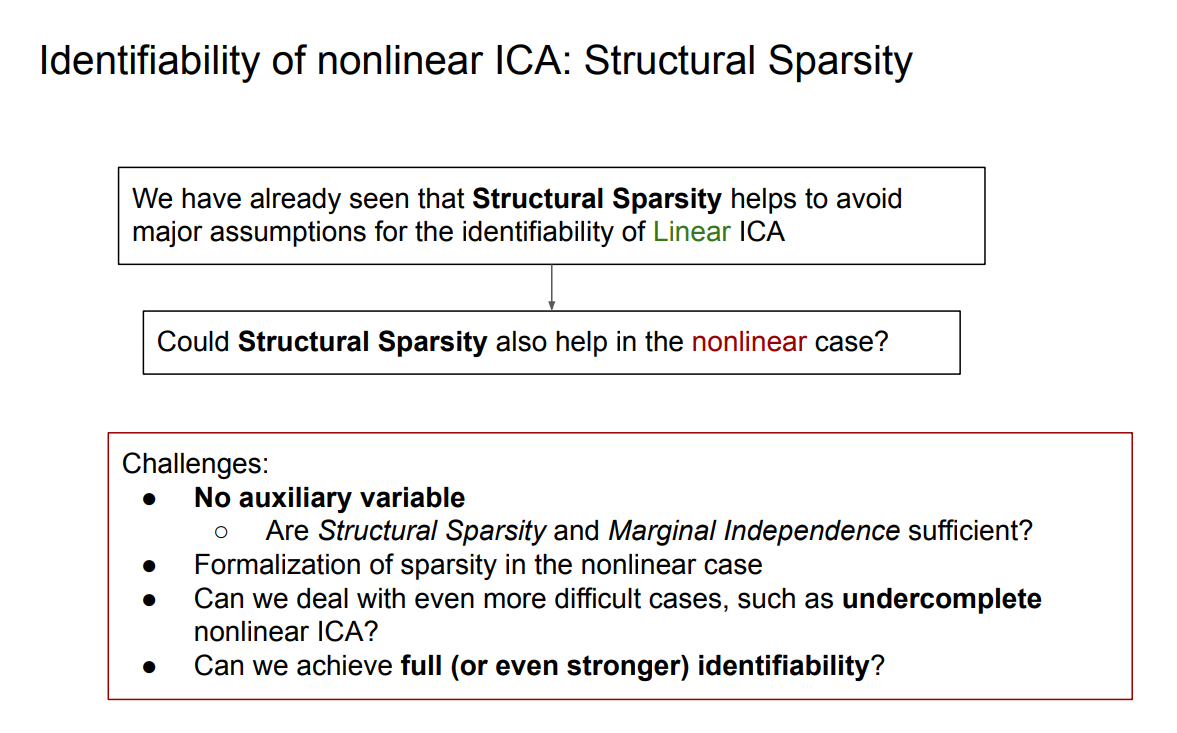 Identifiability of nonlinear ICA: Structural Sparsity
We have already seen that Structural Sparsity helps to avoid
major assumptions for the identifiability of Linear ICA
Could Structural Sparsity also help in the nonlinear case?
Challenges:
● No auxiliary variable
○ Are Structural Sparsity and Marginal Independence sufficient?
● Formalization of sparsity in the nonlinear case
● Can we deal with even more difficult cases, such as undercomplete
nonlinear ICA?
● Can we achieve full (or even stronger) identifiability?